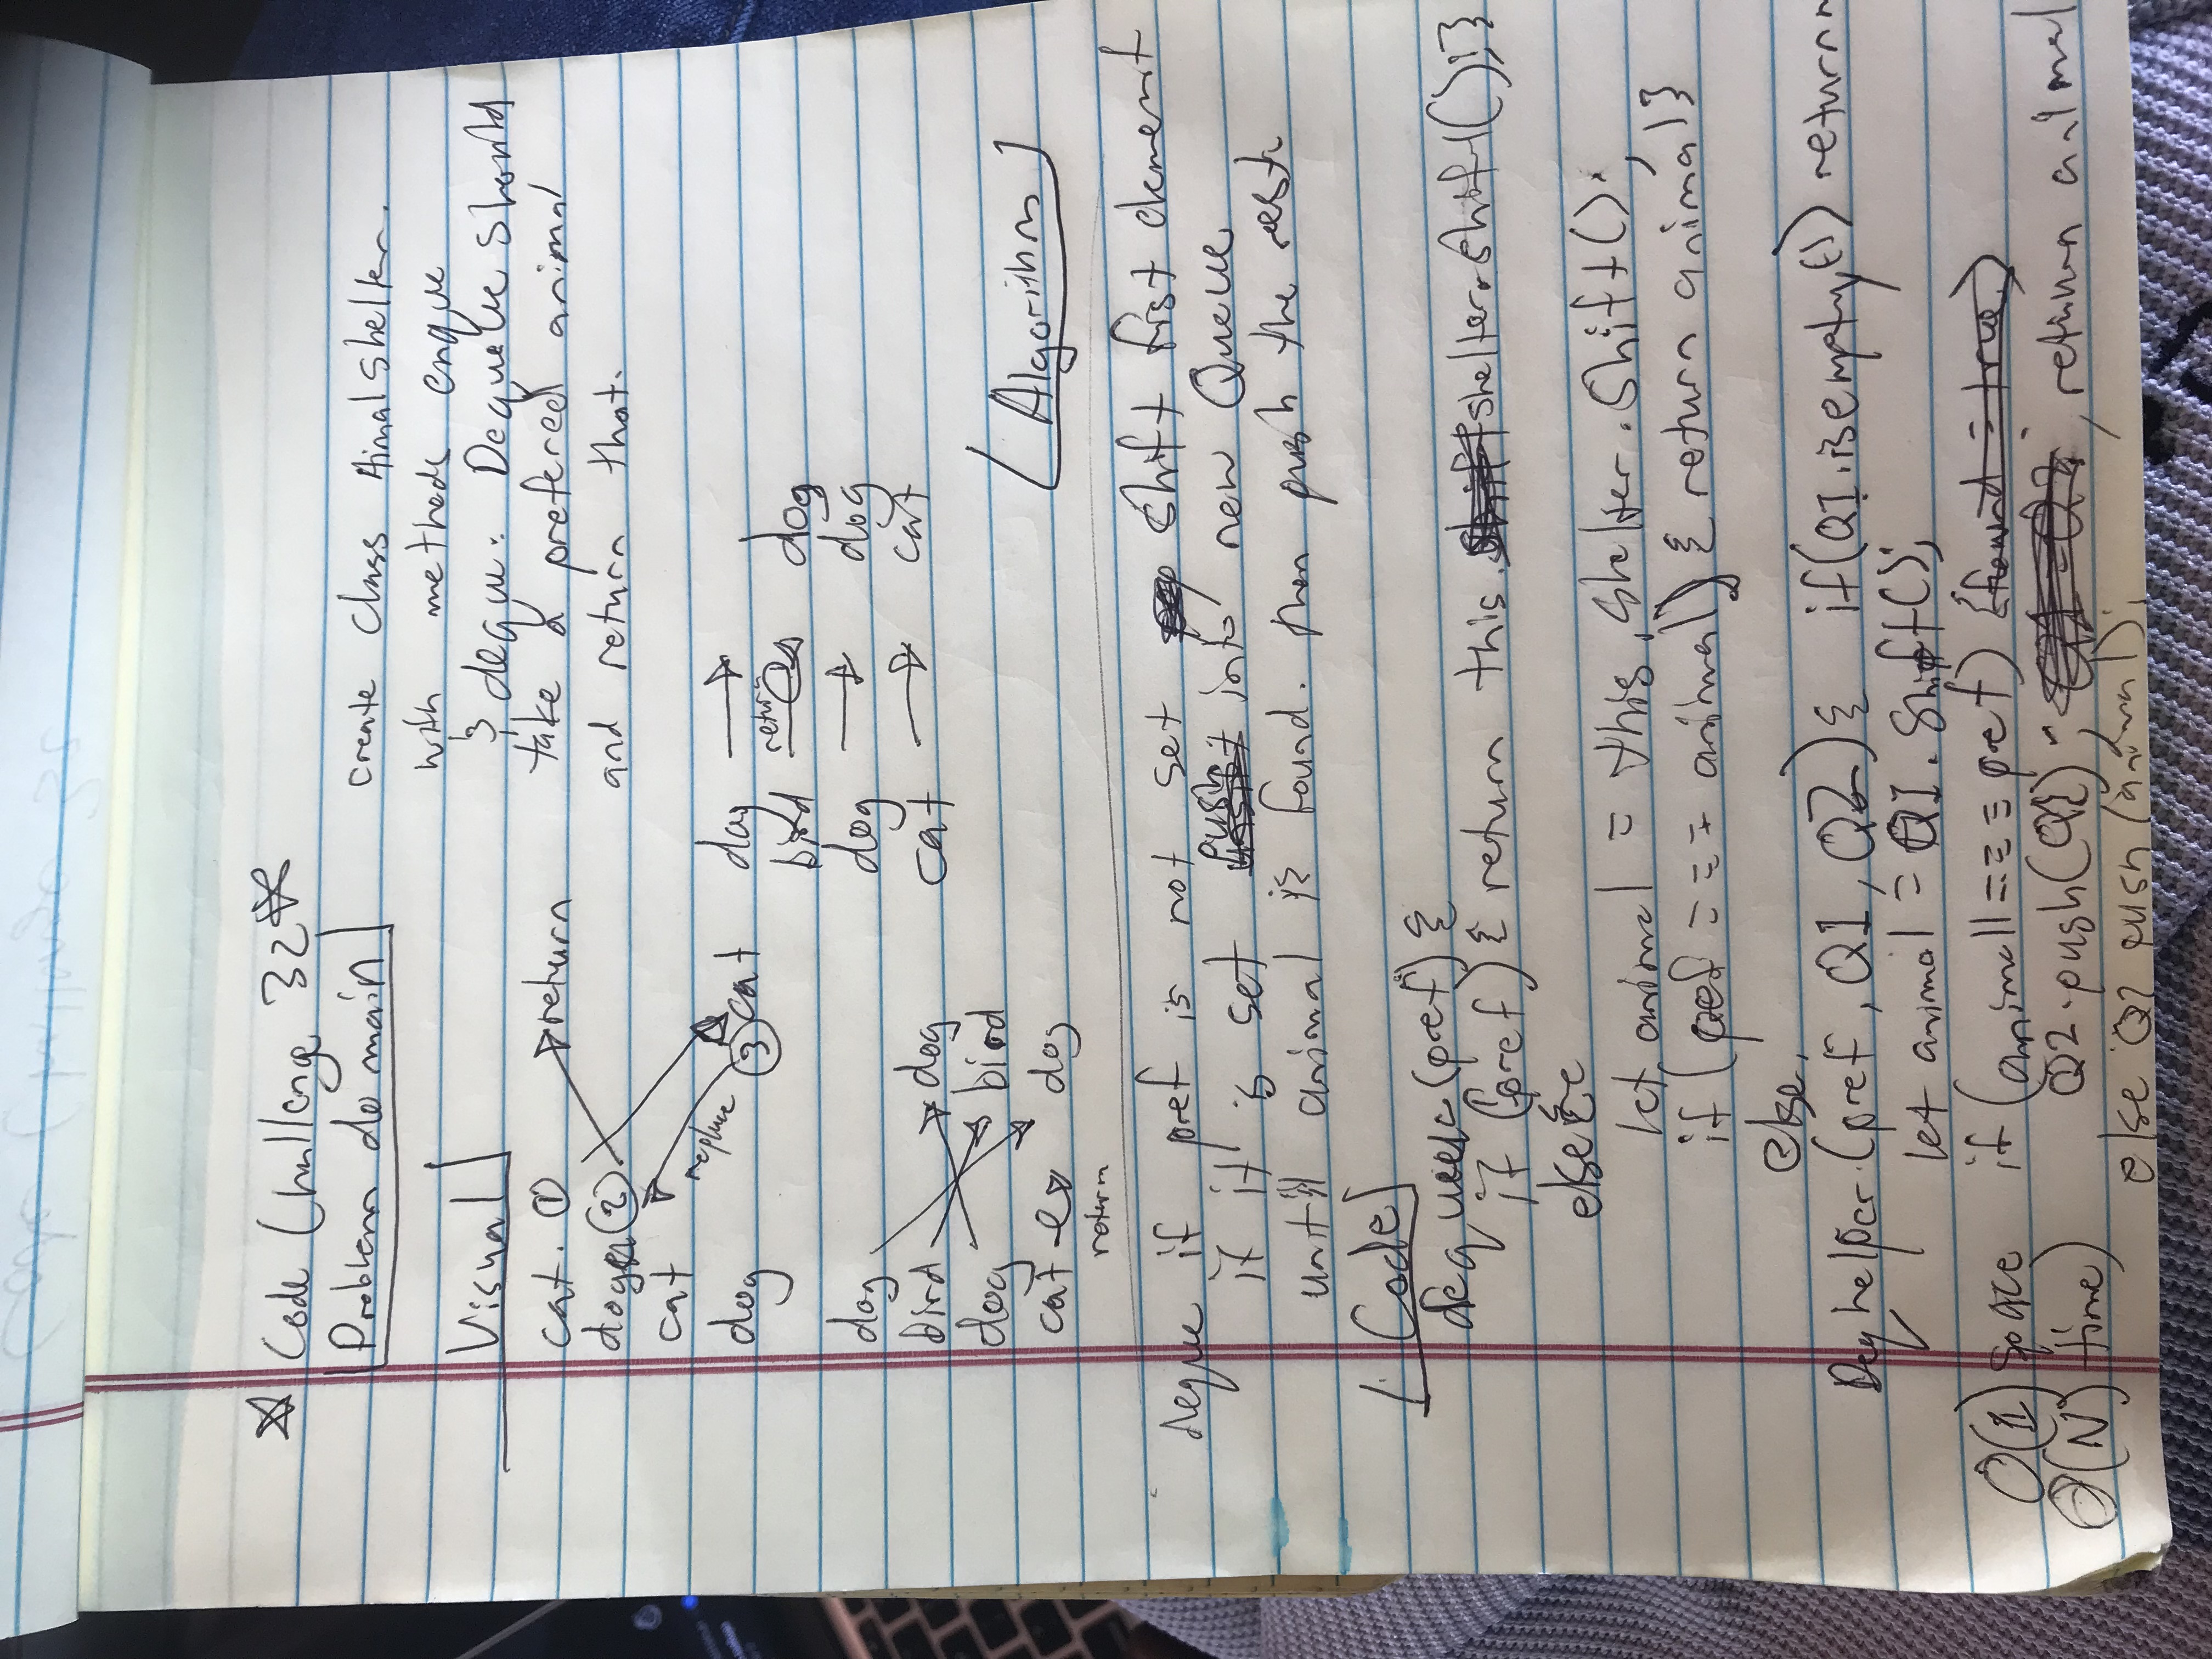 Code Challenge 32
Problem domain
create class Aimal Shelter.
with methods enque
& deque. Dequeue should
take a prefered animal
and return that.
Visual
cat. ① return
dog ②
cat
replace
dog ③ cat
dog
bird return dog
dog dog
cat cat
dog
bird dog
dog bird
cat dog
return
Algorithm
deque if pref is not set shift first element
if it is set push into new Queue
until animal is found. then push the rest
Code
(pref) {
if (pref) { return this. shelter.shift();}
else {
let animal = this.shelter.shift();
if (pref === animal) { return animal}
else,
Deqhelper (pref, Q1, Q2) { if(Q1.isempty()) return
let animal = Q1.shift();
O(1) space if (animal === pref) {found = true}
O(N) time) Q2.push(Q1); , return animal
else Q2 push (animal);